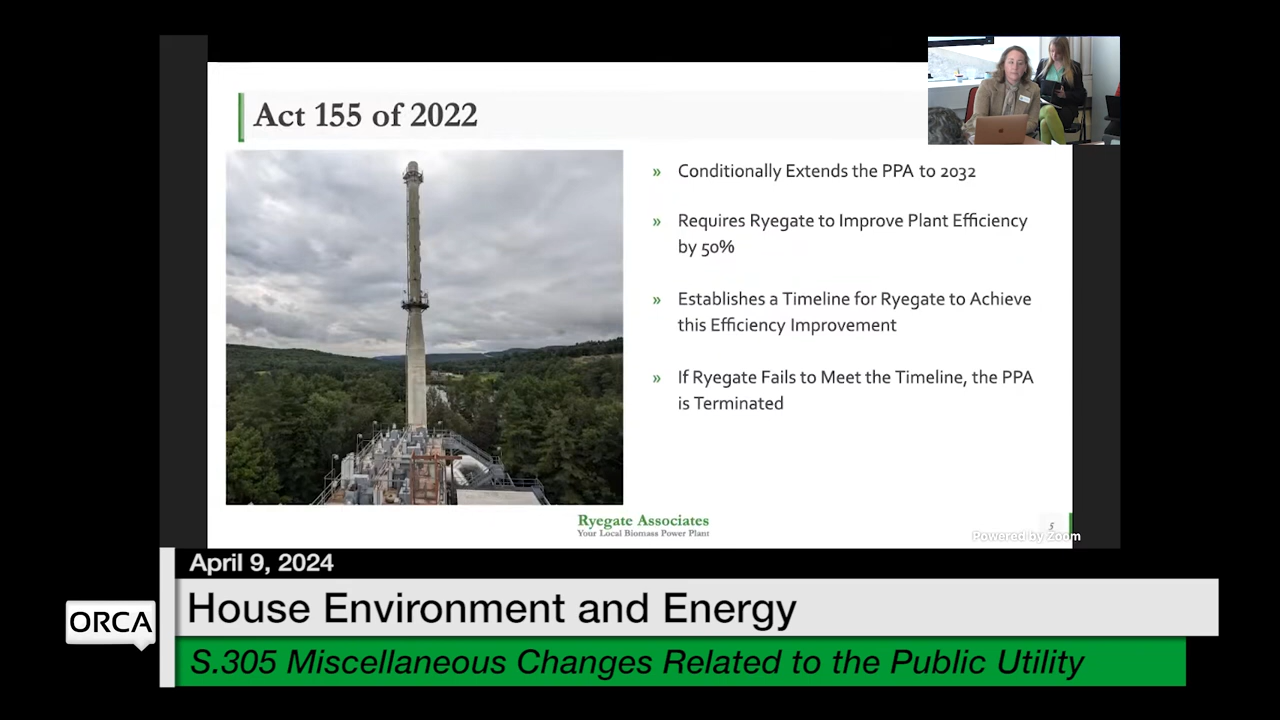 Act 155 of 2022
» Conditionally Extends the PPA to 2032
» Requires Ryegate to Improve Plant Efficiency
by 50%
» Establishes a Timeline for Ryegate to Achieve
this Efficiency Improvement
» If Ryegate Fails to Meet the Timeline, the PPA
is Terminated
Ryegate Associates
Your Local Biomass Power Plant
5
Powered by Zoom
April 9, 2024
House Environment and Energy
ORCA
S.305 Miscellaneous Changes Related to the Public Utility